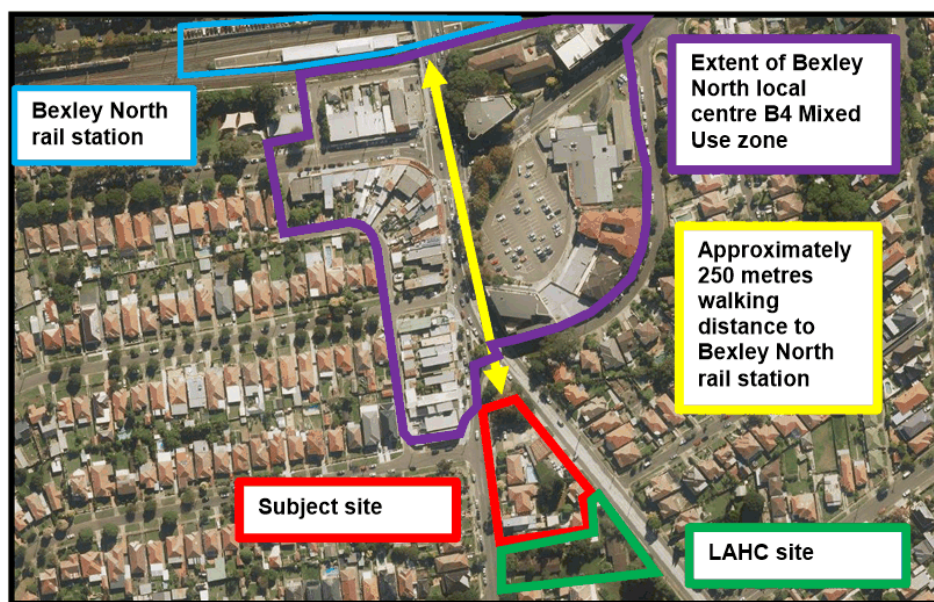 Bexley North
rail station
Extent of Bexley
North local
centre B4 Mixed
Use zone
Approximately
250 metres
walking
distance to
Bexley North
rail station
Subject site
LAHC site